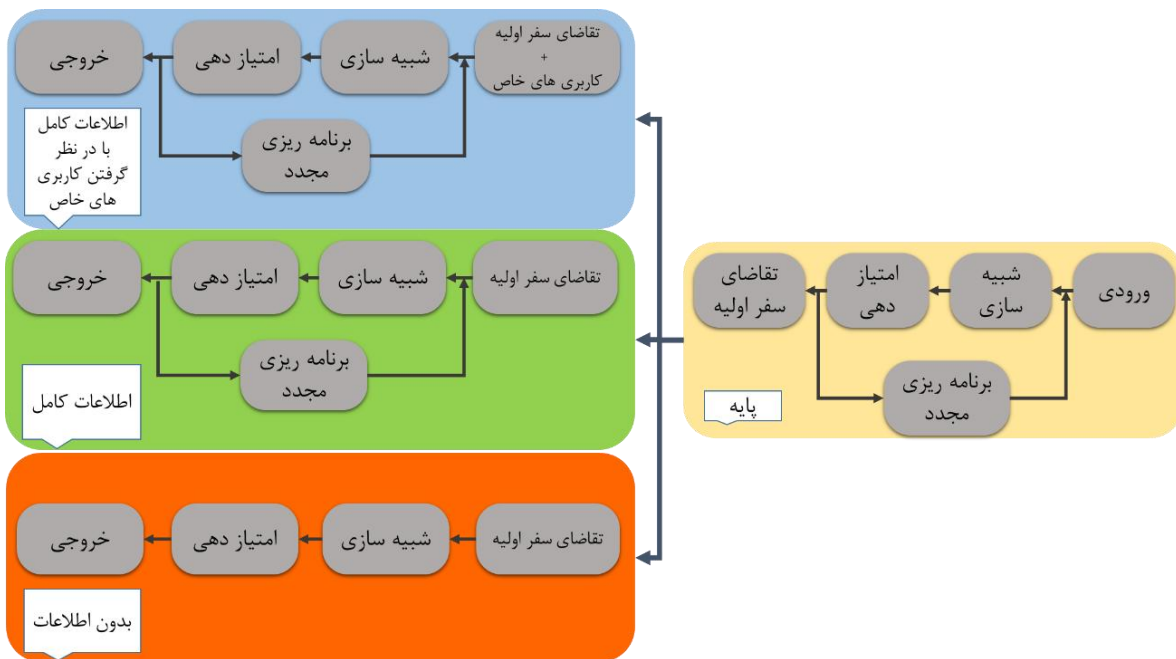 ورودی
شبیه
سازی
امتیاز
دهی
تقاضای
سفر اولیه
برنامه ریزی
مجدد
پایه
تقاضای سفر اولیه
+
کاربری های خاص
شبیه سازی
امتیاز دهی
خروجی
برنامه ریزی
مجدد
اطلاعات کامل
با در نظر
گرفتن کاربری
های خاص
تقاضای سفر اولیه
شبیه سازی
امتیاز دهی
خروجی
برنامه ریزی
مجدد
اطلاعات کامل
تقاضای سفر اولیه
شبیه سازی
امتیاز دهی
خروجی
بدون اطلاعات